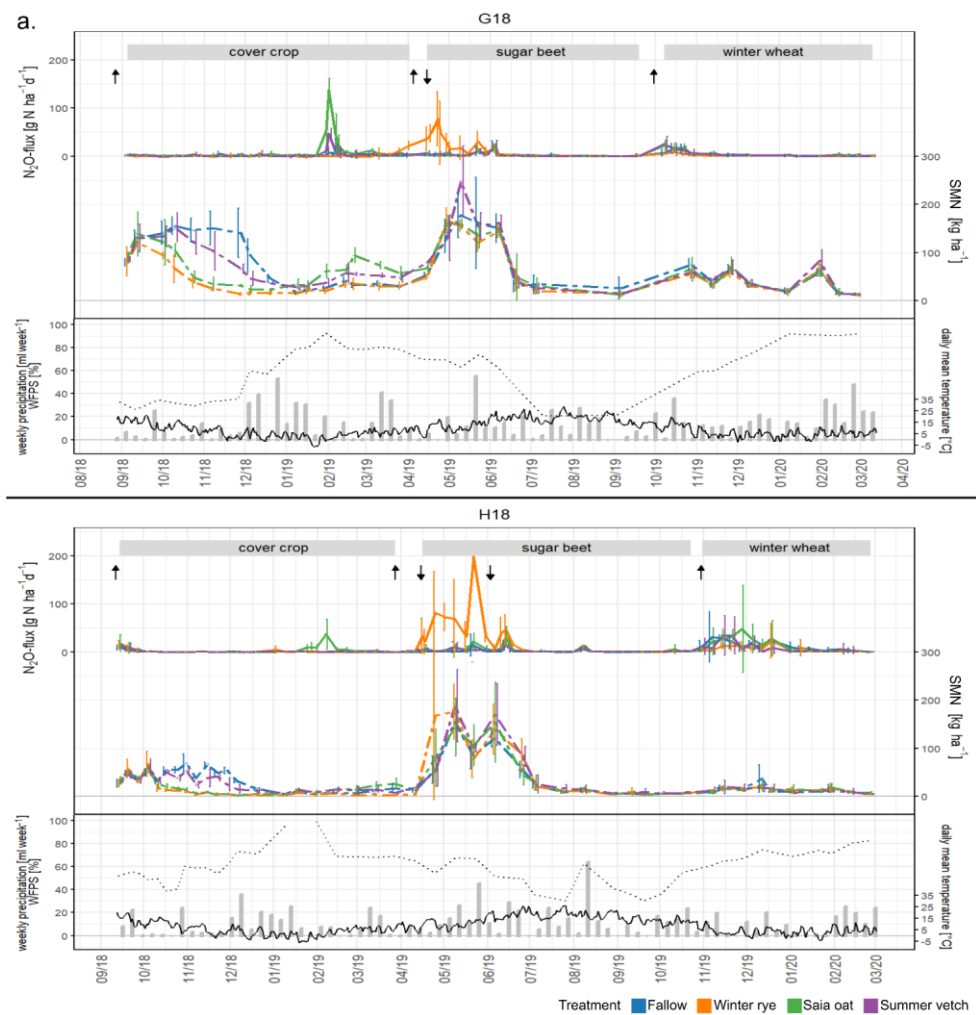 a.
G18
cover crop sugar beet winter wheat
N₂O-flux [g N ha⁻¹d⁻¹]
200
100
0
SMN [kg ha⁻¹]
300
200
100
0
weekly precipitation [ml week⁻¹]
WFPS [%]
100
80
60
40
20
0
daily mean temperature [°C]
35
25
15
5
-5
08/18 09/18 10/18 11/18 12/18 01/19 02/19 03/19 04/19 05/19 06/19 07/19 08/19 09/19 10/19 11/19 12/19 01/20 02/20 03/20 04/20
H18
cover crop sugar beet winter wheat
N₂O-flux [g N ha⁻¹d⁻¹]
200
100
0
SMN [kg ha⁻¹]
300
200
100
0
weekly precipitation [ml week⁻¹]
WFPS [%]
100
80
60
40
20
0
daily mean temperature [°C]
35
25
15
5
-5
09/18 10/18 11/18 12/18 01/19 02/19 03/19 04/19 05/19 06/19 07/19 08/19 09/19 10/19 11/19 12/19 01/20 02/20 03/20
Treatment Fallow Winter rye Saia oat Summer vetch